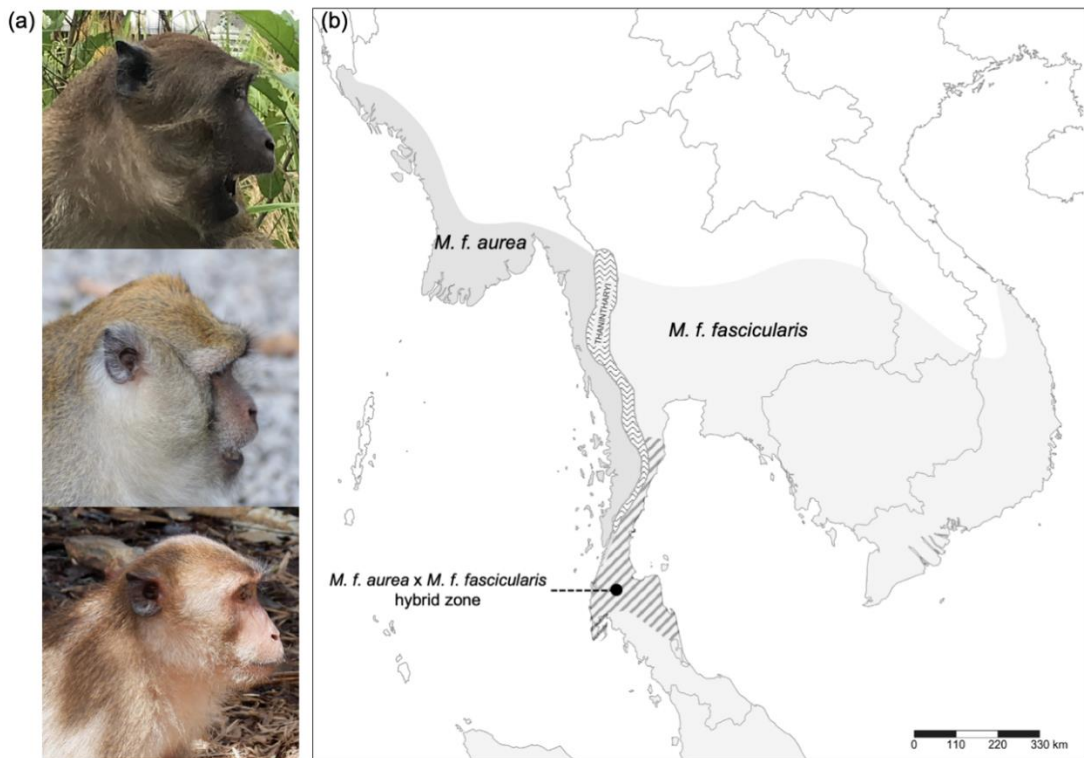 (a)
(b)
M. f. aurea
THANINTHARYI
M. f. fascicularis
M. f. aurea x M. f. fascicularis
hybrid zone
0 110 220 330 km